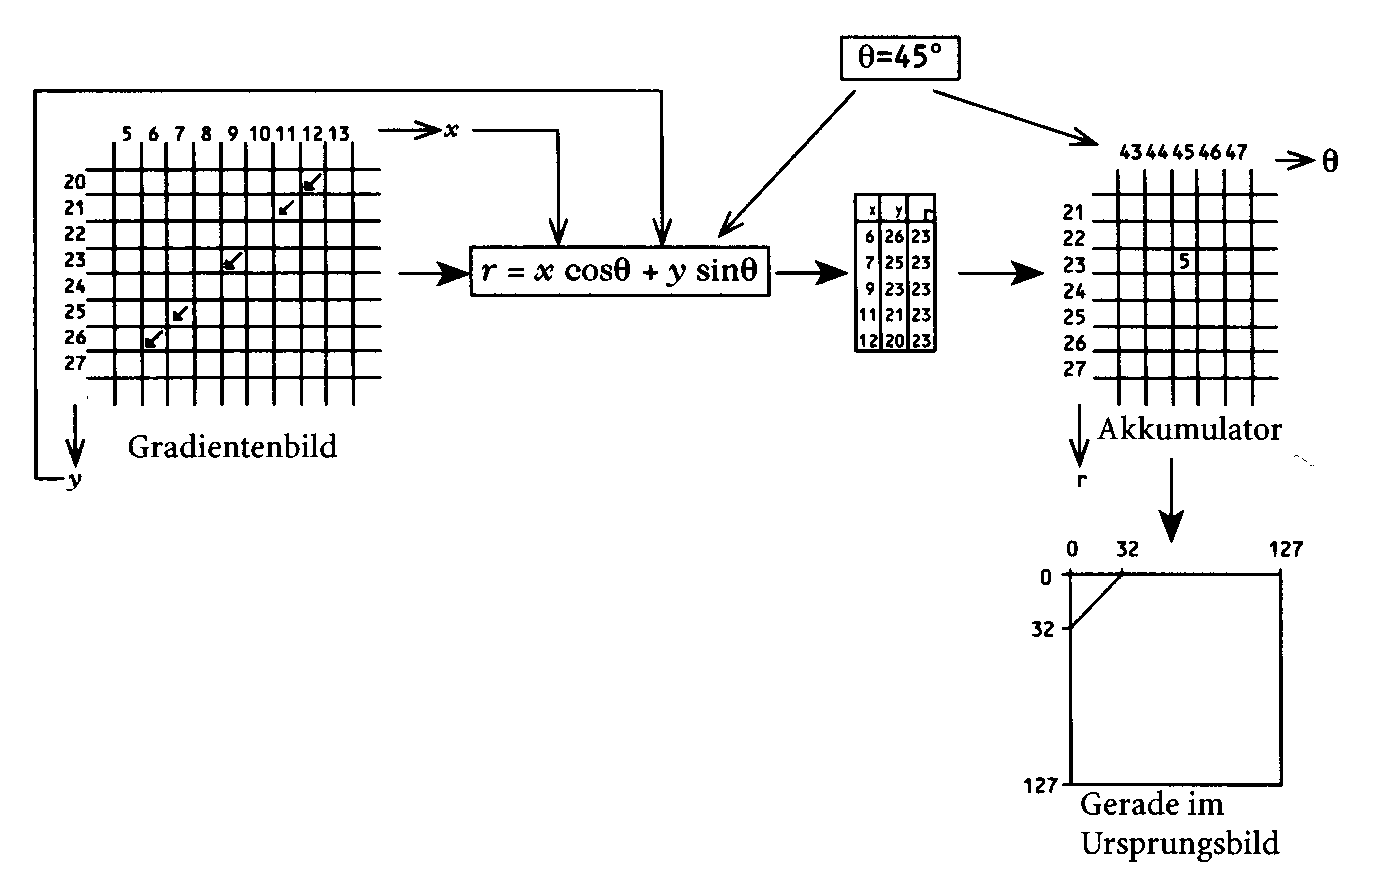 θ=45°
5 6 7 8 9 10 11 12 13
x
43 44 45 46 47
θ
20
21
22
23
24
25
26
27
r = x cosθ + y sinθ
x y r
6 26 23
7 25 23
9 23 23
11 21 23
12 20 23
21
22
23 5
24
25
26
27
Gradientenbild
y
Akkumulator
r
0 32 127
0
32
127
Gerade im
Ursprungsbild